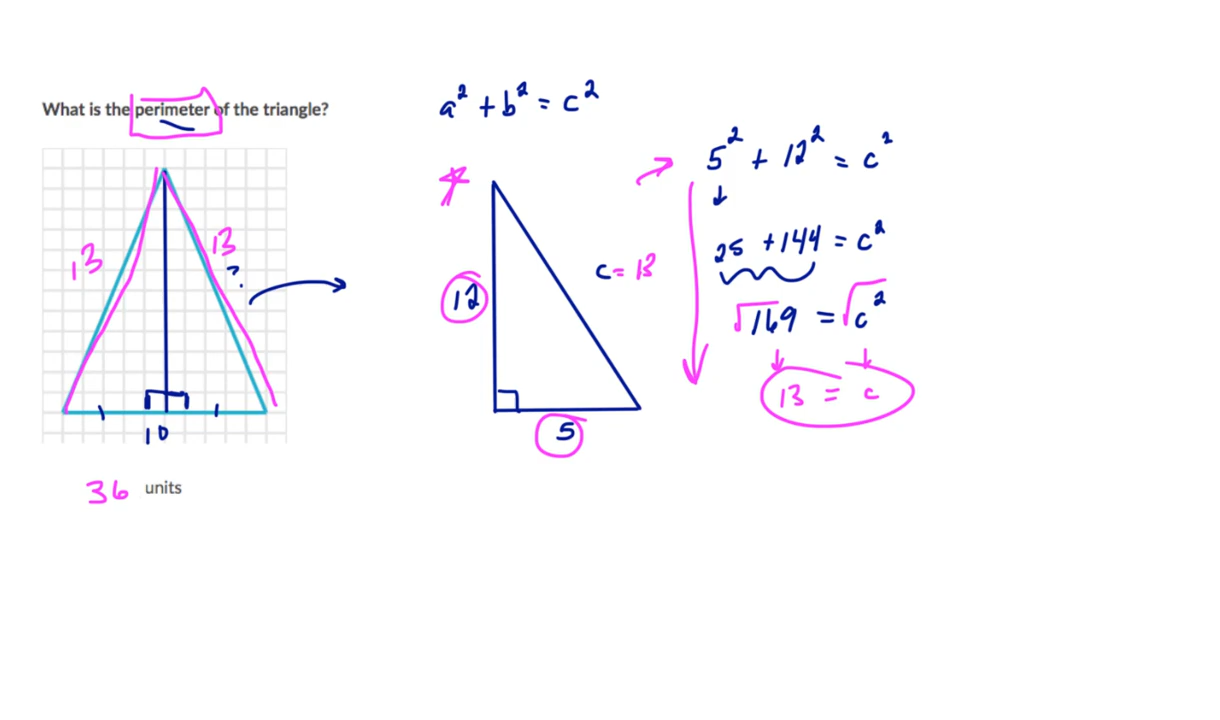 What is the perimeter of the triangle?
13
13
?
10
36 units
a² + b² = c²
12
c = 13
5
5² + 12² = c²
25 + 144 = c²
√169 = √c²
13 = c